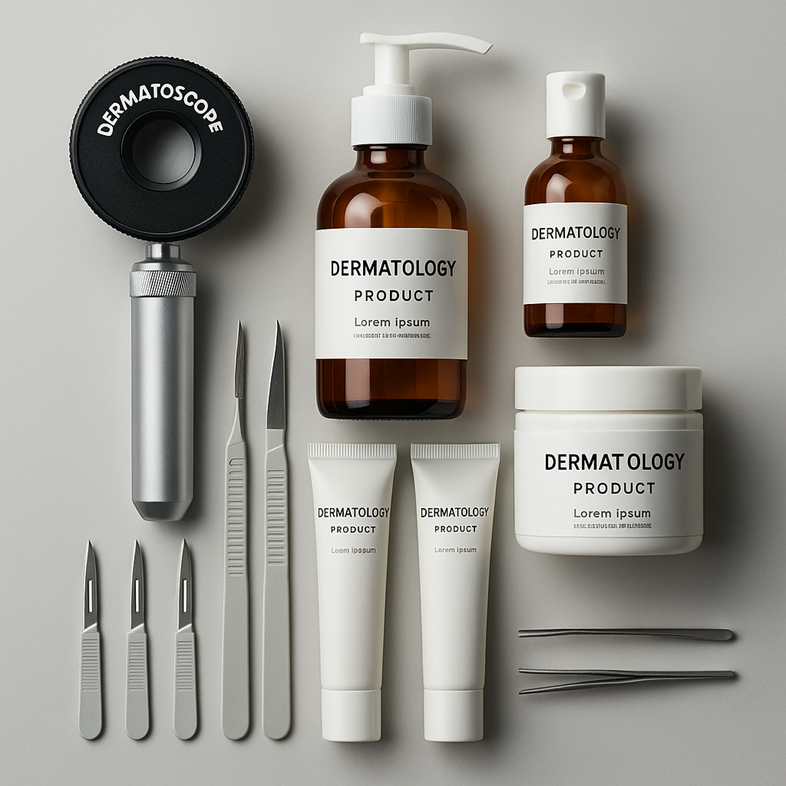 DERMATOSCOPE
DERMATOLOGY
PRODUCT
Lorem ipsum
DERMATOLOGY
PRODUCT
Lorem ipsum
DERMATOLOGY
PRODUCT
Lorem ipsum
DERMATOLOGY
PRODUCT
Lorem ipsum
DERMAT OLOGY
PRODUCT
Lorem ipsum